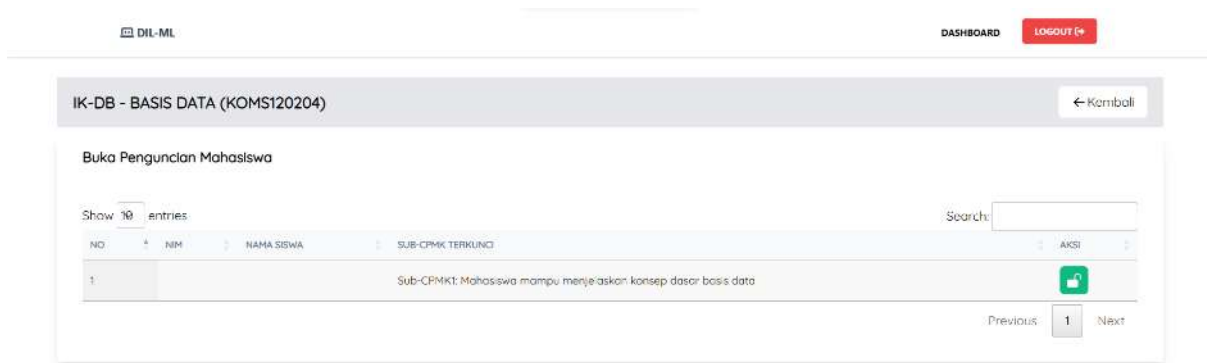 DIL-ML
DASHBOARD
LOGOUT
IK-DB - BASIS DATA (KOMS120204)
←Kembali
Buka Penguncian Mahasiswa
Show 10 entries
Search:
NO NIM NAMA SISWA SUB-CPMK TERKUNCI AKSI
1 Sub-CPMK1: Mahasiswa mampu menjelaskan konsep dasar basis data
Previous 1 Next